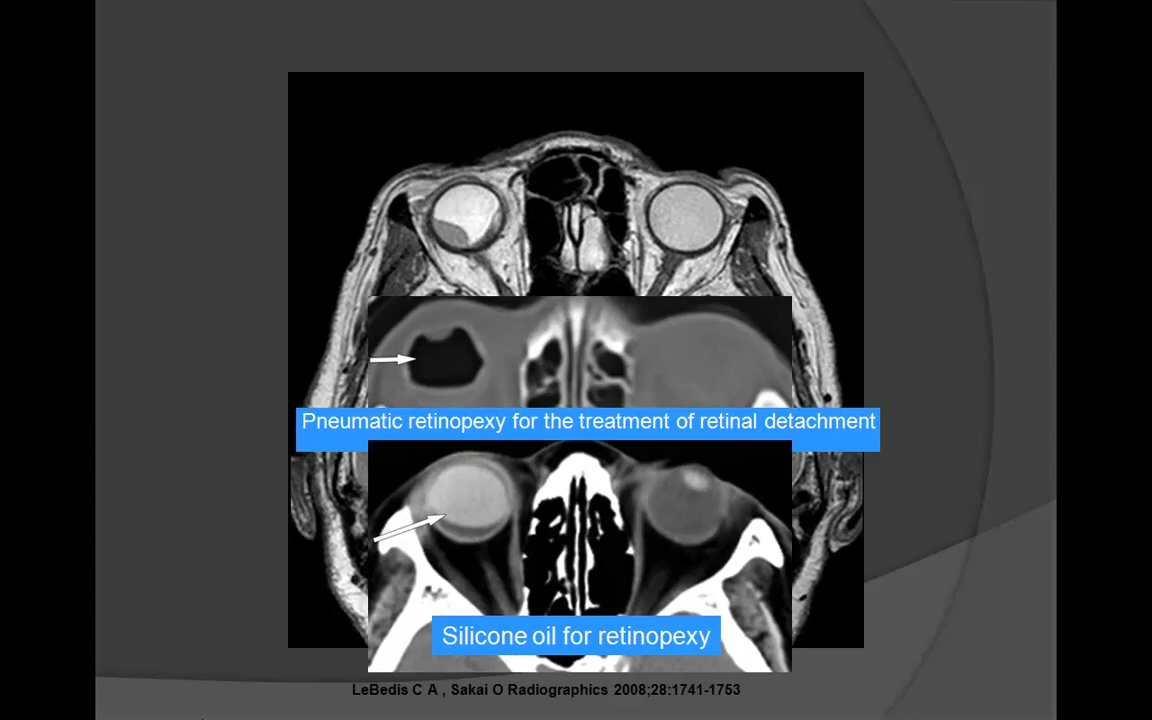 Pneumatic retinopexy for the treatment of retinal detachment
Silicone oil for retinopexy
LeBedis C A , Sakai O Radiographics 2008;28:1741-1753